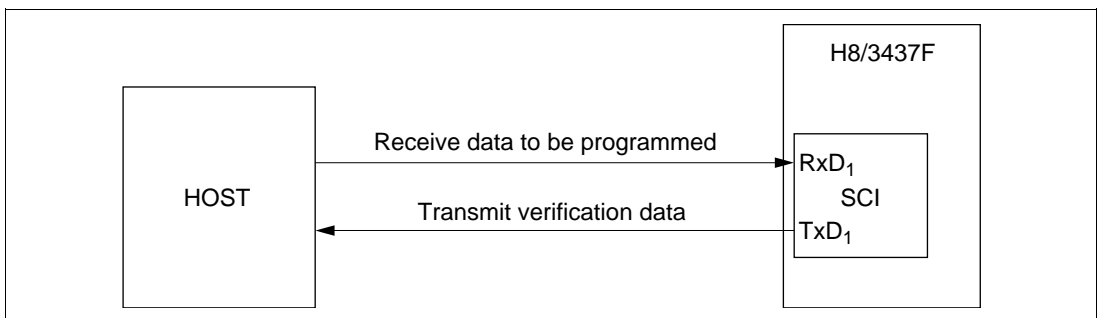 H8/3437F
Receive data to be programmed
RxD1
HOST
SCI
Transmit verification data
TxD1